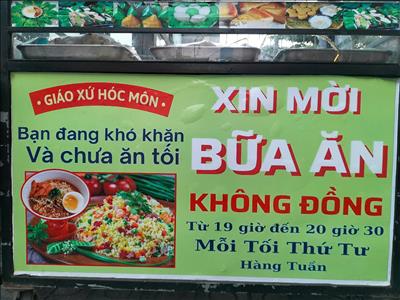 • GIÁO XỨ HÓC MÔN •
Bạn đang khó khăn
Và chưa ăn tối
XIN MỜI
BỮA ĂN
KHÔNG ĐỒNG
Từ 19 giờ đến 20 giờ 30
Mỗi Tối Thứ Tư
Hàng Tuần